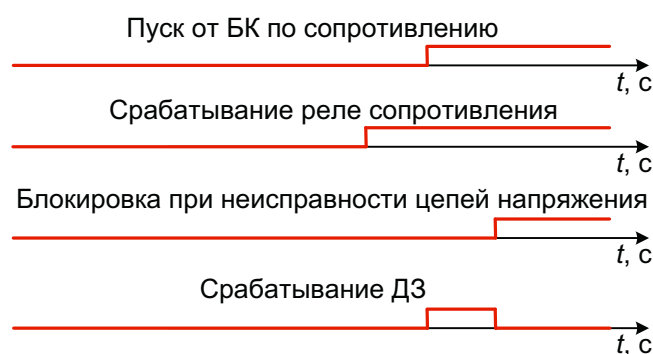 Пуск от БК по сопротивлению
t, с
Срабатывание реле сопротивления
t, с
Блокировка при неисправности цепей напряжения
t, с
Срабатывание ДЗ
t, с